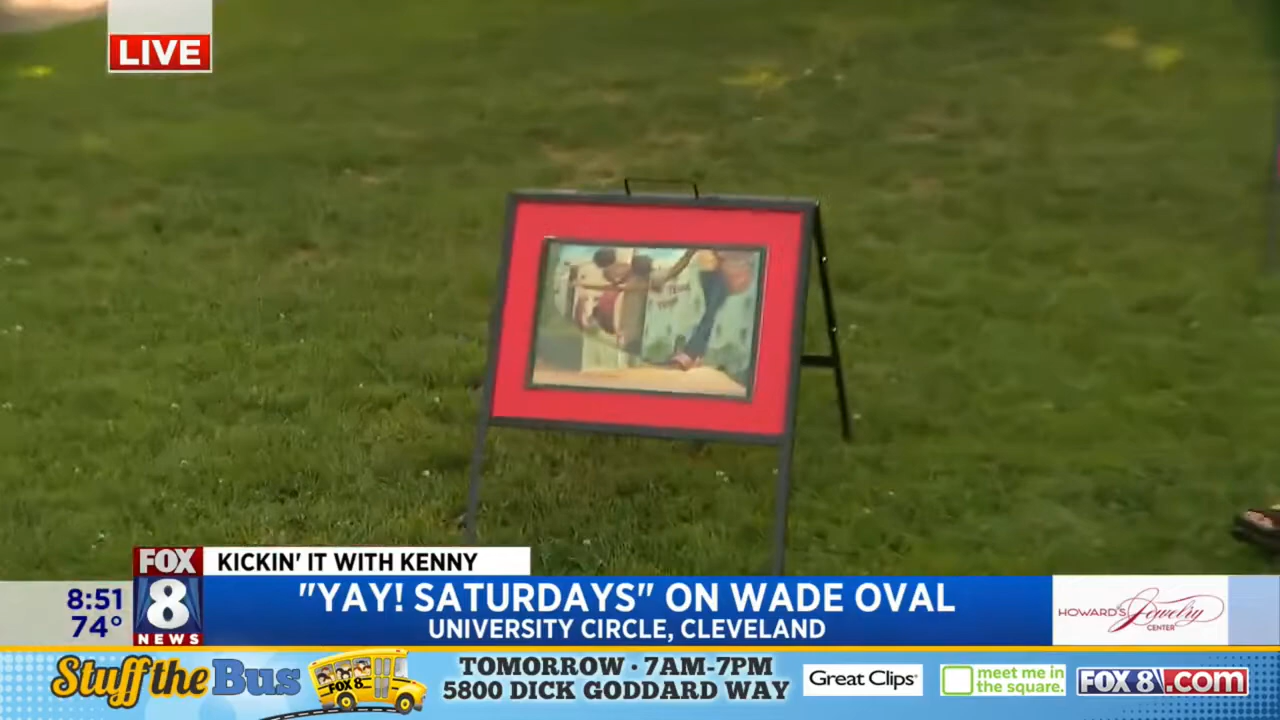 LIVE
FOX
8
NEWS
KICKIN' IT WITH KENNY
8:51
74°
"YAY! SATURDAYS" ON WADE OVAL
UNIVERSITY CIRCLE, CLEVELAND
HOWARD'S Jewelry
CENTER
Stuff the Bus
FOX 8
TOMORROW · 7AM-7PM
5800 DICK GODDARD WAY
Great Clips®
meet me in
the square.
FOX 8.com